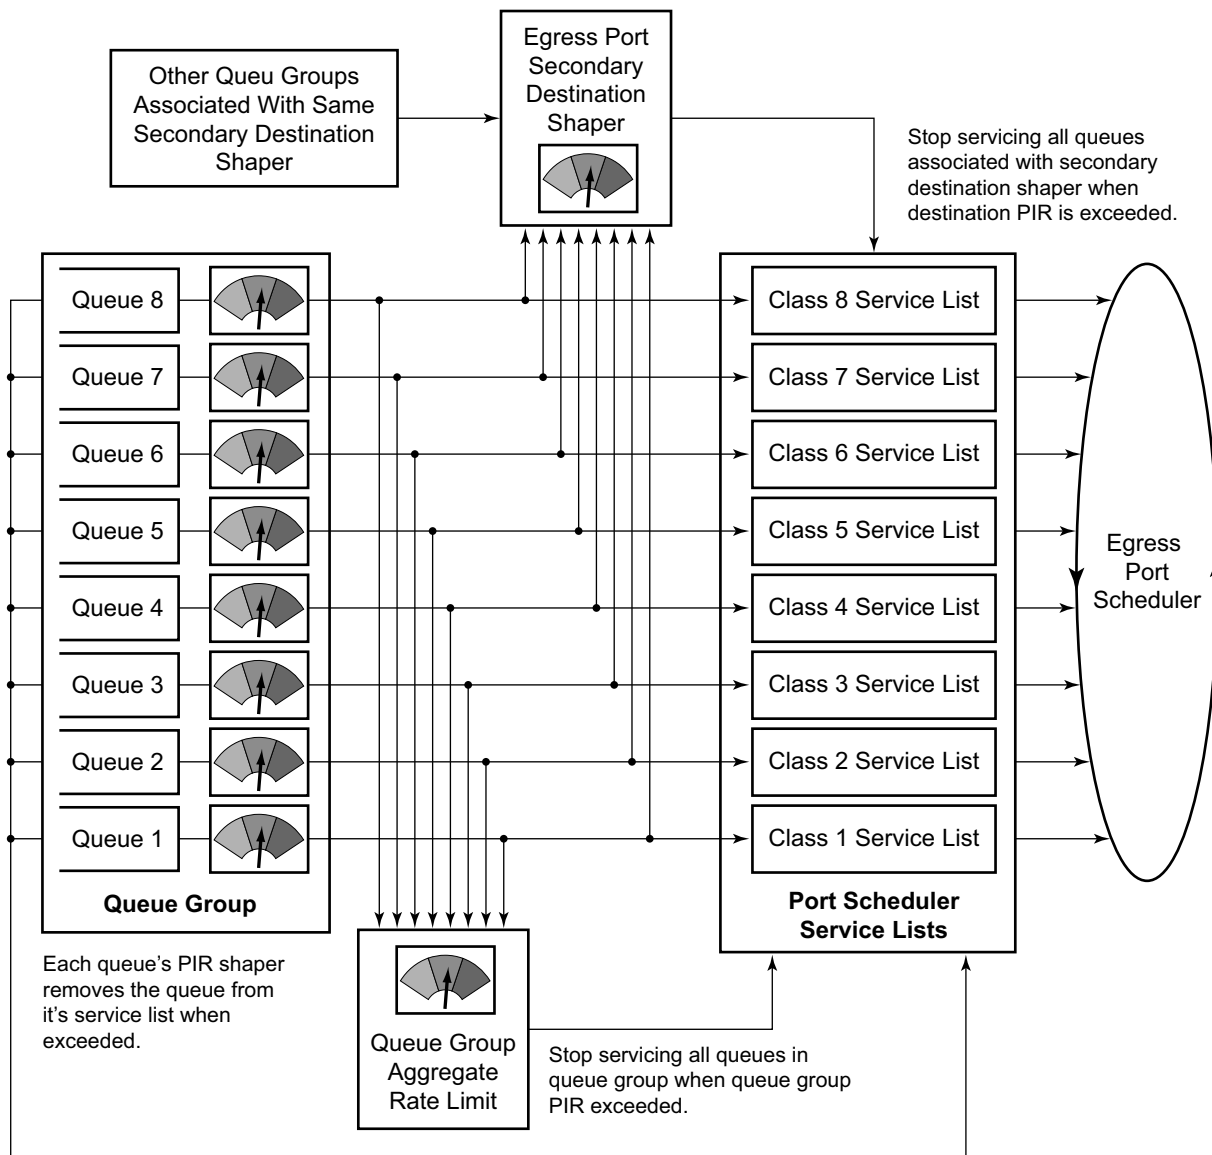 Other Queu Groups
Associated With Same
Secondary Destination
Shaper
Egress Port
Secondary
Destination
Shaper
Stop servicing all queues
associated with secondary
destination shaper when
destination PIR is exceeded.
Queue 8
Queue 7
Queue 6
Queue 5
Queue 4
Queue 3
Queue 2
Queue 1
Queue Group
Each queue’s PIR shaper
removes the queue from
it’s service list when
exceeded.
Queue Group
Aggregate
Rate Limit
Stop servicing all queues in
queue group when queue group
PIR exceeded.
Class 8 Service List
Class 7 Service List
Class 6 Service List
Class 5 Service List
Class 4 Service List
Class 3 Service List
Class 2 Service List
Class 1 Service List
Port Scheduler
Service Lists
Egress
Port
Scheduler